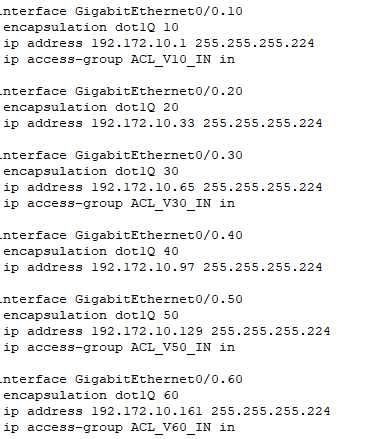 interface GigabitEthernet0/0.10
encapsulation dot1Q 10
ip address 192.172.10.1 255.255.255.224
ip access-group ACL_V10_IN in
interface GigabitEthernet0/0.20
encapsulation dot1Q 20
ip address 192.172.10.33 255.255.255.224
interface GigabitEthernet0/0.30
encapsulation dot1Q 30
ip address 192.172.10.65 255.255.255.224
ip access-group ACL_V30_IN in
interface GigabitEthernet0/0.40
encapsulation dot1Q 40
ip address 192.172.10.97 255.255.255.224
interface GigabitEthernet0/0.50
encapsulation dot1Q 50
ip address 192.172.10.129 255.255.255.224
ip access-group ACL_V50_IN in
interface GigabitEthernet0/0.60
encapsulation dot1Q 60
ip address 192.172.10.161 255.255.255.224
ip access-group ACL_V60_IN in